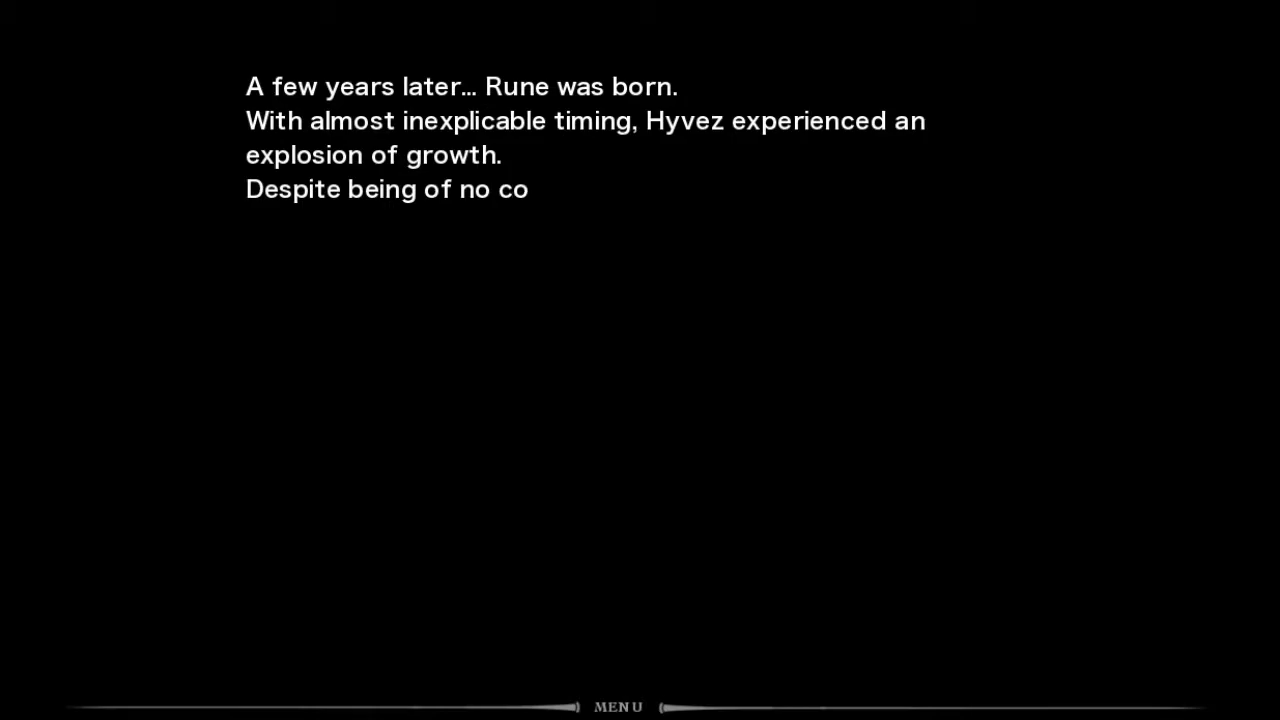 A few years later... Rune was born.
With almost inexplicable timing, Hyvez experienced an
explosion of growth.
Despite being of no co
MENU